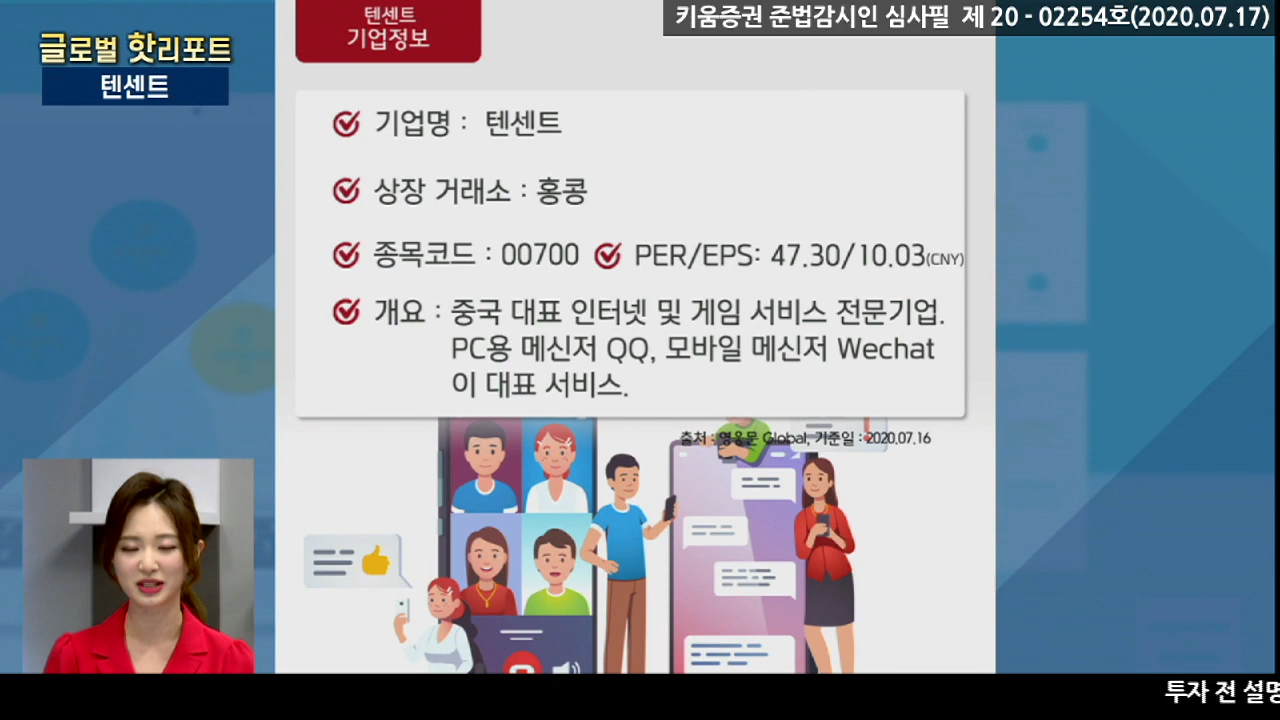 키움증권 준법감시인 심사필 제 20 - 02254호(2020.07.17)
글로벌 핫리포트
텐센트
텐센트
기업정보
기업명 : 텐센트
상장 거래소 : 홍콩
종목코드 : 00700 PER/EPS: 47.30/10.03(CNY)
개요 : 중국 대표 인터넷 및 게임 서비스 전문기업.
PC용 메신저 QQ, 모바일 메신저 Wechat
이 대표 서비스.
출처 : 영웅문 Global, 기준일 : 2020.07.16
투자 전 설명